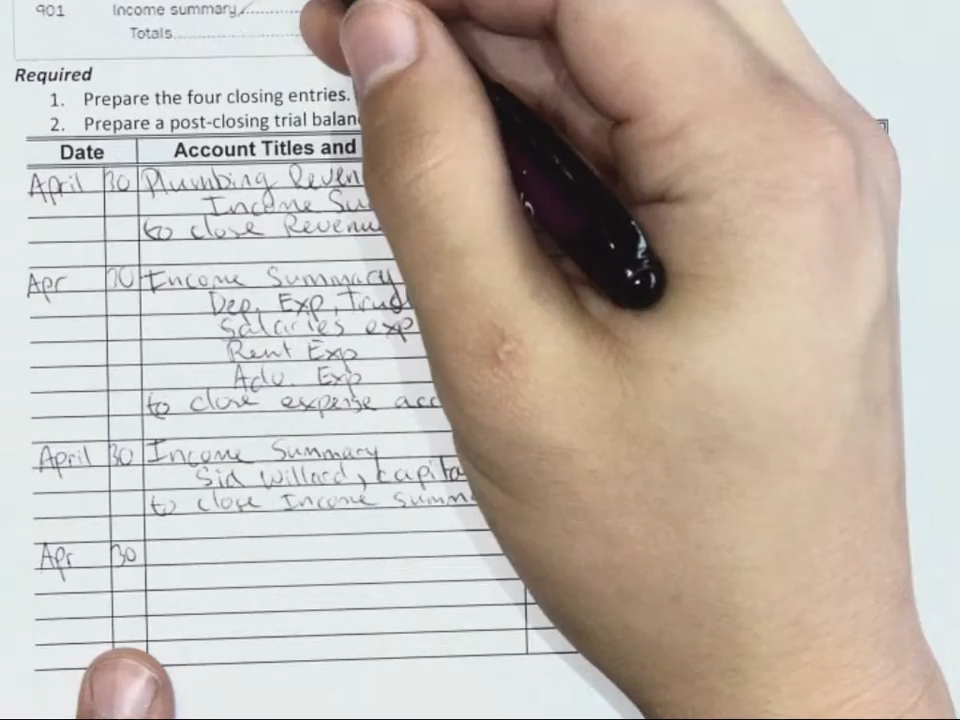 901 Income summary
Totals
Required
1. Prepare the four closing entries.
2. Prepare a post-closing trial balan
Date Account Titles and
April 30 Plumbing Reven
Income Su
to close Revenu
Apr 30 Income Summary
Dep. Exp, Truc
Salaries exp
Rent Exp
Adv. Exp
to close expense acc
April 30 Income Summary
Sid Willard, capita
to close Income summ
Apr 30